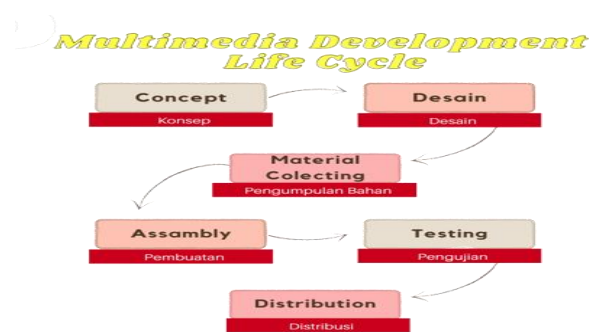 Multimedia Development
Life Cycle
Concept
Konsep
Desain
Desain
Material
Colecting
Pengumpulan Bahan
Assambly
Pembuatan
Testing
Pengujian
Distribution
Distribusi